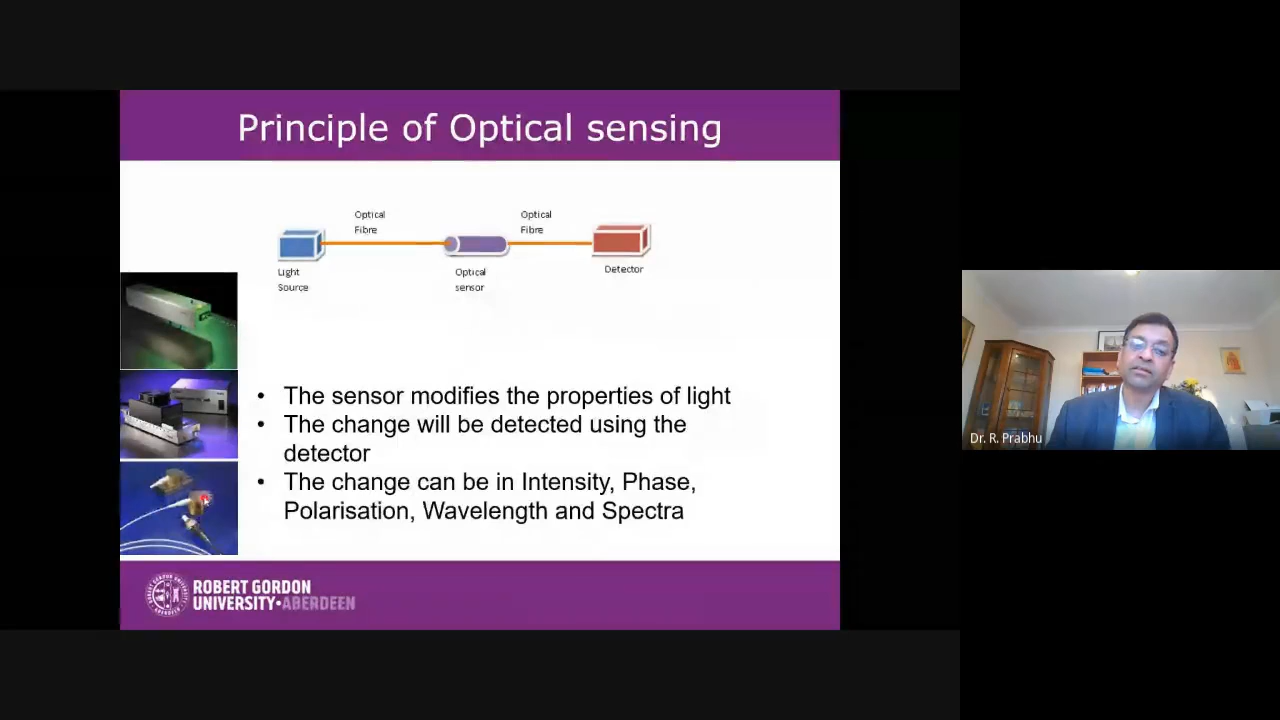 Principle of Optical sensing
Optical
Fibre
Optical
Fibre
Light
Source
Optical
sensor
Detector
• The sensor modifies the properties of light
• The change will be detected using the
detector
• The change can be in Intensity, Phase,
Polarisation, Wavelength and Spectra
ROBERT GORDON
UNIVERSITY•ABERDEEN
Dr. R. Prabhu